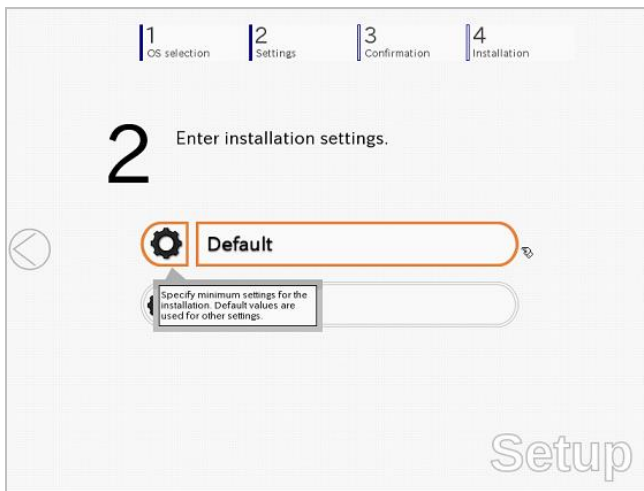 1
OS selection
2
Settings
3
Confirmation
4
Installation
2
Enter installation settings.
Default
Specify minimum settings for the
installation. Default values are
used for other settings.
Setup